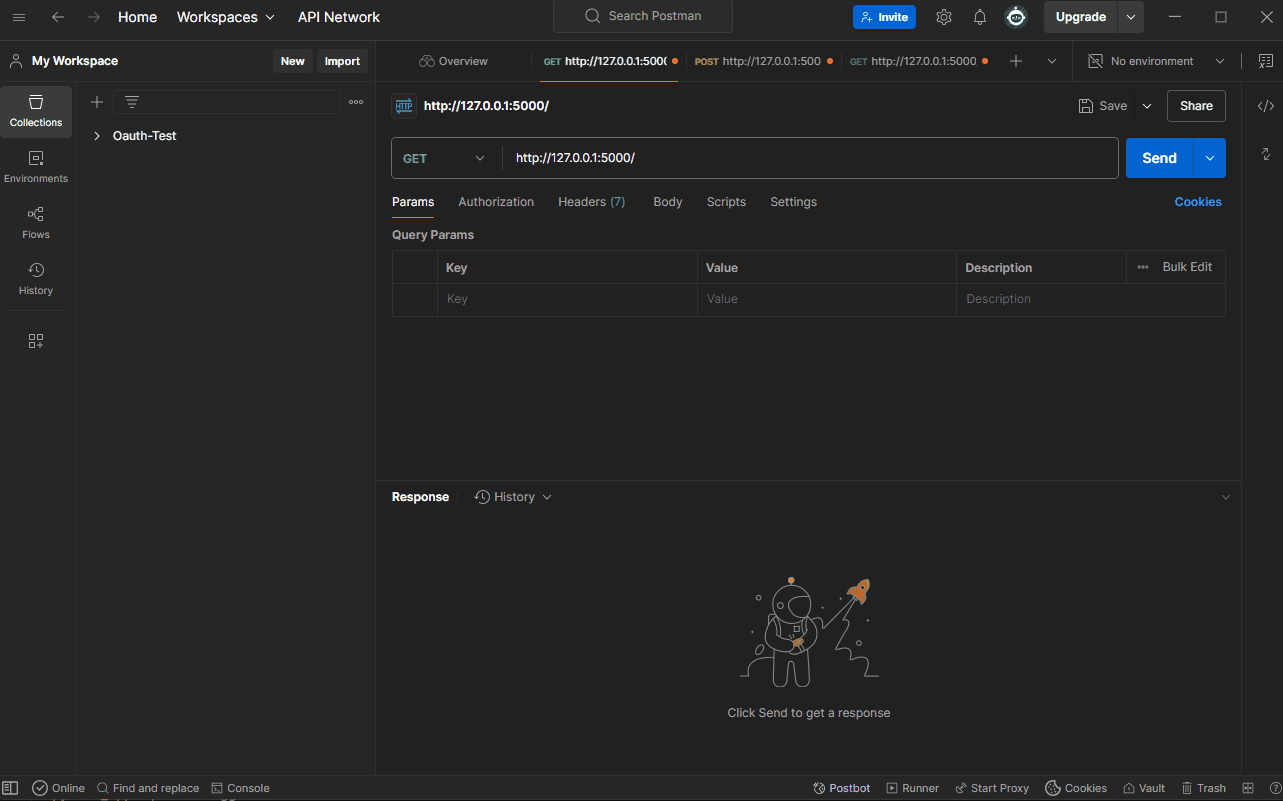 Home Workspaces API Network Search Postman Invite Upgrade
My Workspace New Import Overview GET http://127.0.0.1:5000 POST http://127.0.0.1:500 GET http://127.0.0.1:5000, No environment
Collections
Environments
Flows
History
Oauth-Test
HTTP http://127.0.0.1:5000/ Save Share
GET http://127.0.0.1:5000/ Send
Params Authorization Headers (7) Body Scripts Settings Cookies
Query Params
Key Value Description Bulk Edit
Key Value Description
Response History
Click Send to get a response
Online Find and replace Console Postbot Runner Start Proxy Cookies Vault Trash